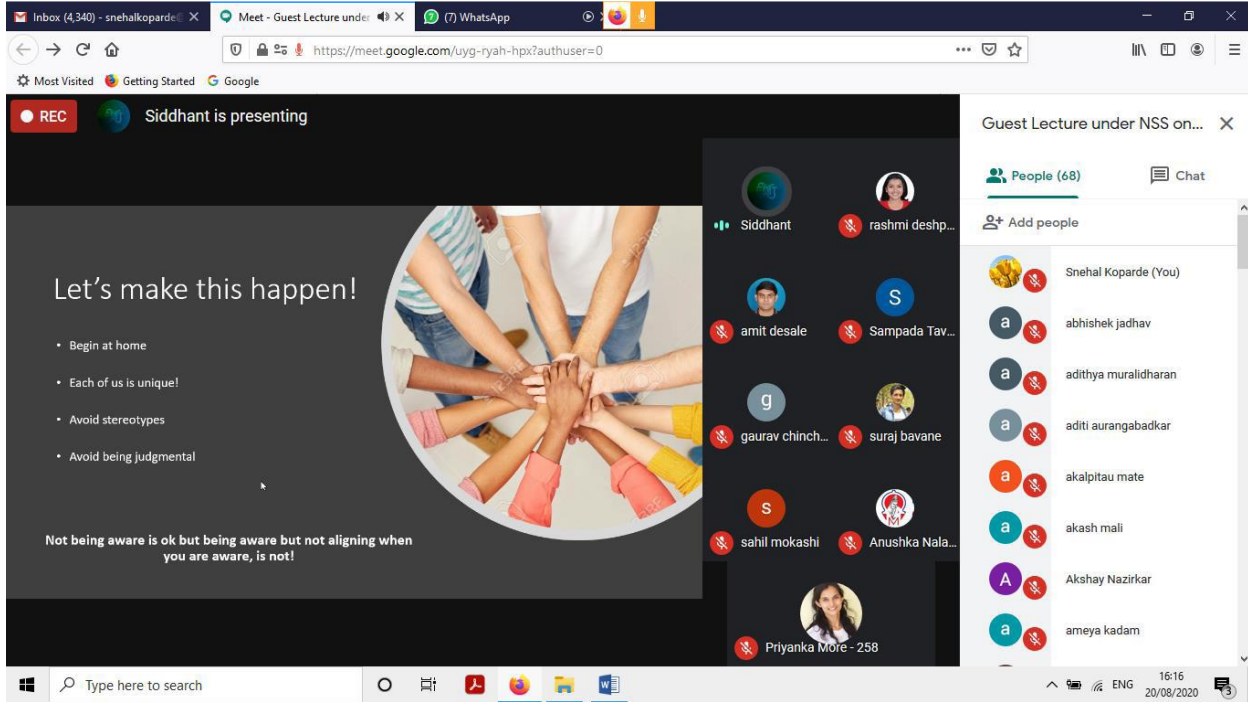 Inbox (4,340) - snehalkoparde
Meet - Guest Lecture under
(7) WhatsApp
https://meet.google.com/uyg-ryah-hpx?authuser=0
Most Visited
Getting Started
Google
REC
Siddhant is presenting
Let's make this happen!
• Begin at home
• Each of us is unique!
• Avoid stereotypes
• Avoid being judgmental
Not being aware is ok but being aware but not aligning when
you are aware, is not!
Siddhant
rashmi deshp...
amit desale
S
Sampada Tav...
g
gaurav chinch...
suraj bavane
S
sahil mokashi
M
Anushka Nala...
Priyanka More - 258
Guest Lecture under NSS on...
People (68)
Chat
Add people
Snehal Koparde (You)
a
abhishek jadhav
a
adithya muralidharan
a
aditi aurangabadkar
a
akalpitau mate
a
akash mali
A
Akshay Nazirkar
a
ameya kadam
Type here to search
ENG
16:16
20/08/2020
3